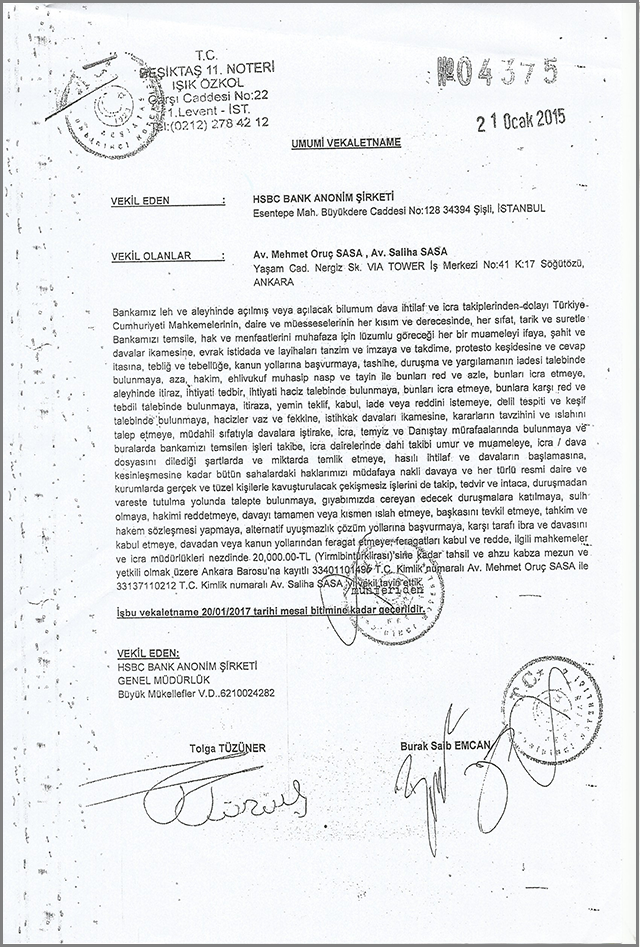 T.C.
BEŞİKTAŞ 11. NOTERİ
IŞIK ÖZKOL
Çarşı Caddesi No:22
1.Levent - İST.
Tel:(0212) 278 42 12
№04375
21 Ocak 2015
UMUMİ VEKALETNAME
VEKİL EDEN : HSBC BANK ANONİM ŞİRKETİ
Esentepe Mah. Büyükdere Caddesi No:128 34394 Şişli, İSTANBUL
VEKİL OLANLAR : Av. Mehmet Oruç SASA , Av. Saliha SASA
Yaşam Cad. Nergiz Sk. VIA TOWER İş Merkezi No:41 K:17 Söğütözü,
ANKARA
Bankamız leh ve aleyhinde açılmış veya açılacak bilumum dava ihtilaf ve icra takiplerinden dolayı Türkiye
Cumhuriyeti Mahkemelerinin, daire ve müesseselerinin her kısım ve derecesinde, her sıfat, tarik ve suretle
Bankamızı temsile, hak ve menfaatlerini muhafaza için lüzumlu göreceği her bir muameleyi ifaya, şahit ve
davalar ikamesine, evrak istidada ve layihaları tanzim ve imzaya ve takdime, protesto keşidesine ve cevap
itasına, tebliğ ve tebellüğe, kanun yollarına başvurmaya, tashihe, duruşma ve yargılamanın iadesi talebinde
bulunmaya, aza, hakim, ehlivukuf muhasip nasp ve tayin ile bunları red ve azle, bunları icra etmeye,
aleyhinde itiraz, ihtiyati tedbir, ihtiyati haciz talebinde bulunmaya, bunları icra etmeye, bunlara karşı red ve
tebdil talebinde bulunmaya, itiraza, yemin teklif, kabul, iade veya reddini istemeye, delil tespiti ve keşif
talebinde bulunmaya, hacizler vaz ve fekkine, istihkak davaları ikamesine, kararların tavzihini ve ıslahını
talep etmeye, müdahil sıfatıyla davalara iştirake, icra, temyiz ve Danıştay mürafaalarında bulunmaya ve
buralarda bankamızı temsilen işleri takibe, icra dairelerinde dahi takibi umur ve muameleye, icra / dava
dosyasını dilediği şartlarda ve miktarda temlik etmeye, hasılı ihtilaf ve davaların başlamasına,
kesinleşmesine kadar bütün sahalardaki haklarımızı müdafaya nakli davaya ve her türlü resmi daire ve
kurumlarda gerçek ve tüzel kişilerle kavuşturulacak çekişmesiz işlerini de takip, tedvir ve intaca, duruşmadan
vareste tutulma yolunda talepte bulunmaya, gıyabımızda cereyan edecek duruşmalara katılmaya, sulh
olmaya, hakimi reddetmeye, davayı tamamen veya kısmen ıslah etmeye, başkasını tevkil etmeye, tahkim ve
hakem sözleşmesi yapmaya, alternatif uyuşmazlık çözüm yollarına başvurmaya, karşı tarafı ibra ve davasını
kabul etmeye, davadan veya kanun yollarından feragat etmeye, feragatları kabul ve redde, ilgili mahkemeler
ve icra müdürlükleri nezdinde 20.000.00-TL (Yirmibintürklirası)'sine kadar tahsil ve ahzu kabza mezun ve
yetkili olmak üzere Ankara Barosu'na kayıtlı 33401101496 T.C. Kimlik numaralı Av. Mehmet Oruç SASA ile
33137110212 T.C. Kimlik numaralı Av. Saliha SASA 'yı vekil tayin ettik.
müşteriden
İşbu vekaletname 20/01/2017 tarihi mesai bitimine kadar geçerlidir.
VEKİL EDEN:
HSBC BANK ANONİM ŞİRKETİ
GENEL MÜDÜRLÜK
Büyük Mükellefler V.D..6210024282
Tolga TÜZÜNER Burak Saib EMCAN
T.C.